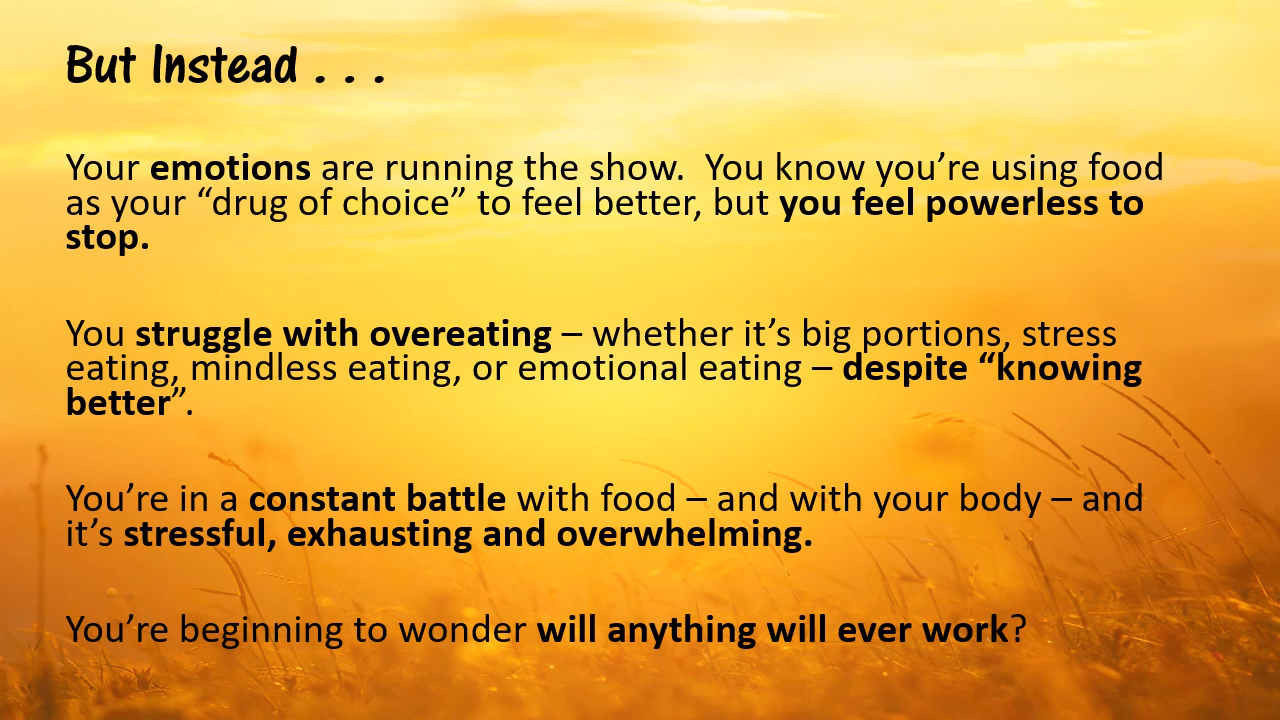 But Instead . . .
Your emotions are running the show.  You know you’re using food
as your “drug of choice” to feel better, but you feel powerless to
stop.
You struggle with overeating – whether it’s big portions, stress
eating, mindless eating, or emotional eating – despite “knowing
better”.
You’re in a constant battle with food – and with your body – and
it’s stressful, exhausting and overwhelming.
You’re beginning to wonder will anything will ever work?